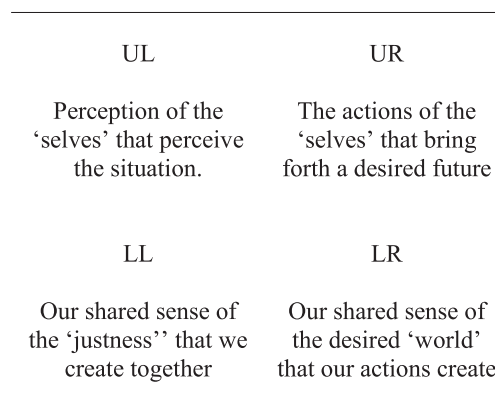 UL
Perception of the
‘selves’ that perceive
the situation.
UR
The actions of the
‘selves’ that bring
forth a desired future
LL
Our shared sense of
the ‘justness’’ that we
create together
LR
Our shared sense of
the desired ‘world’
that our actions create